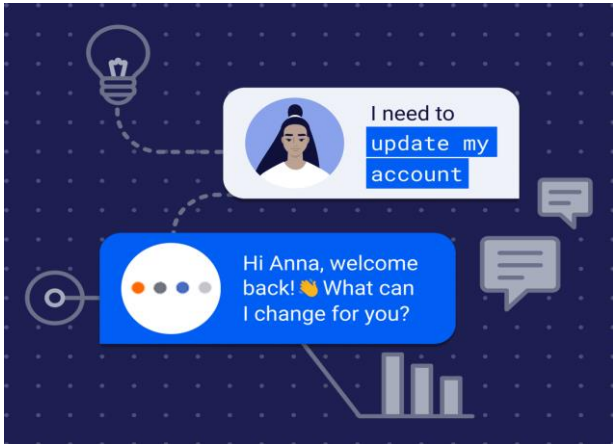 I need to
update my
account
Hi Anna, welcome
back!👋 What can
I change for you?